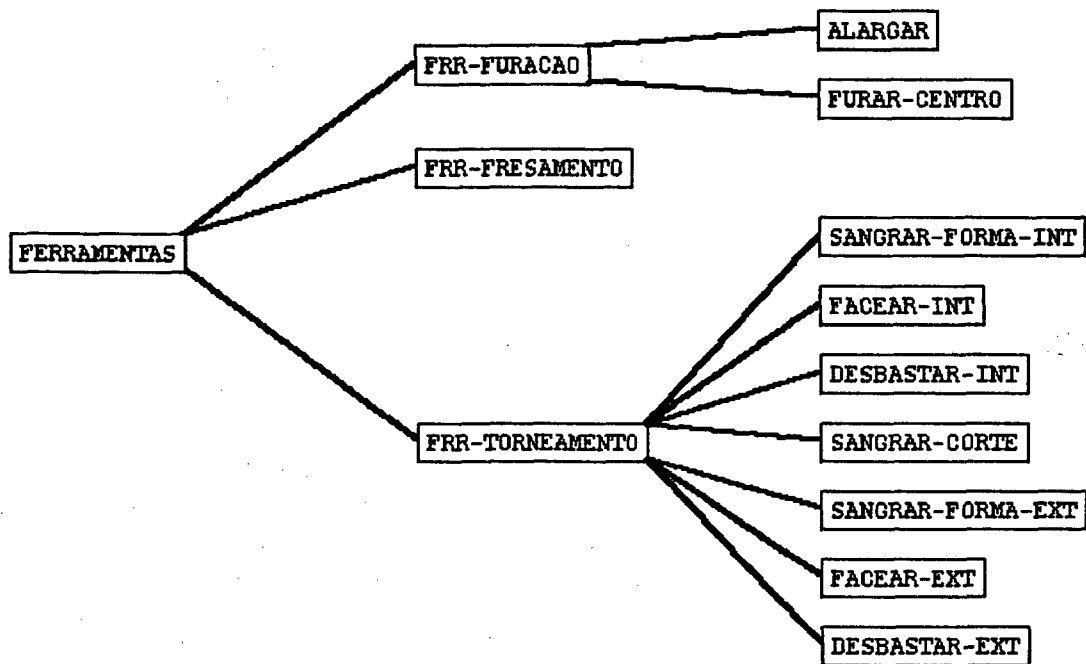 ALARGAR
FRR-FURACAO
FURAR-CENTRO
FRR-FRESAMENTO
FERRAMENTAS
SANGRAR-FORMA-INT
FACEAR-INT
DESBASTAR-INT
FRR-TORNEAMENTO
SANGRAR-CORTE
SANGRAR-FORMA-EXT
FACEAR-EXT
DESBASTAR-EXT